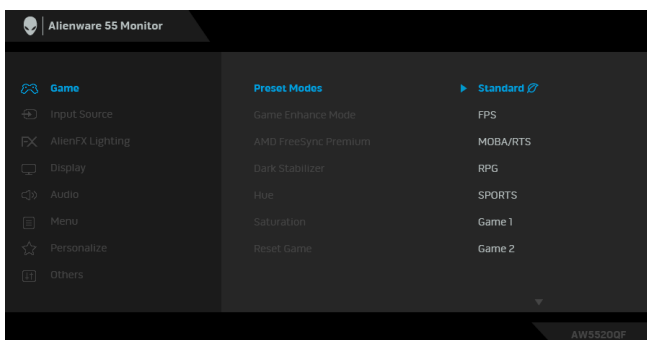 Alienware 55 Monitor
Game
Preset Modes
Standard
Input Source
Game Enhance Mode
FPS
FX
AlienFX Lighting
AMD FreeSync Premium
MOBA/RTS
Display
Dark Stabilizer
RPG
Audio
Hue
SPORTS
Menu
Saturation
Game 1
Personalize
Reset Game
Game 2
Others
AW5520QF